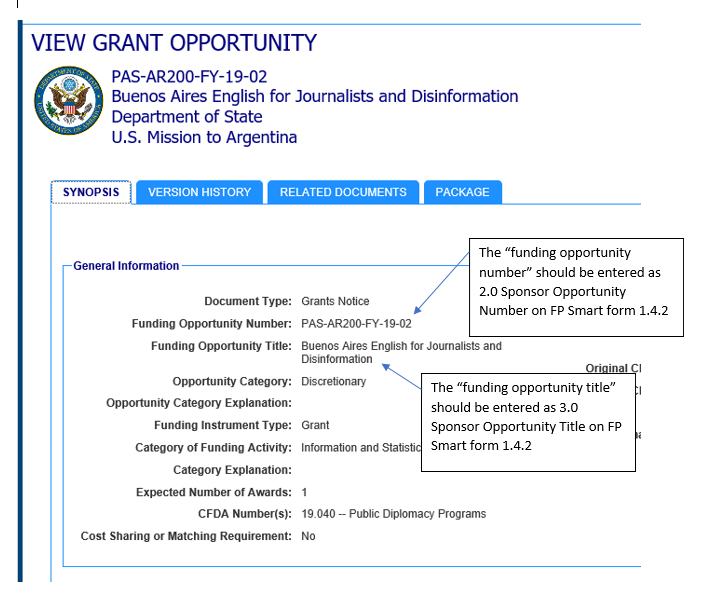 VIEW GRANT OPPORTUNITY
PAS-AR200-FY-19-02
Buenos Aires English for Journalists and Disinformation
Department of State
U.S. Mission to Argentina
SYNOPSIS
VERSION HISTORY
RELATED DOCUMENTS
PACKAGE
The “funding opportunity
number” should be entered as
2.0 Sponsor Opportunity
Number on FP Smart form 1.4.2
General Information
Document Type: Grants Notice
Funding Opportunity Number: PAS-AR200-FY-19-02
Funding Opportunity Title: Buenos Aires English for Journalists and
Disinformation
Original
Opportunity Category: Discretionary
The “funding opportunity title”
should be entered as 3.0
Sponsor Opportunity Title on FP
Smart form 1.4.2
Opportunity Category Explanation:
Funding Instrument Type: Grant
Category of Funding Activity: Information and Statistic
Category Explanation:
Expected Number of Awards: 1
CFDA Number(s): 19.040 -- Public Diplomacy Programs
Cost Sharing or Matching Requirement: No